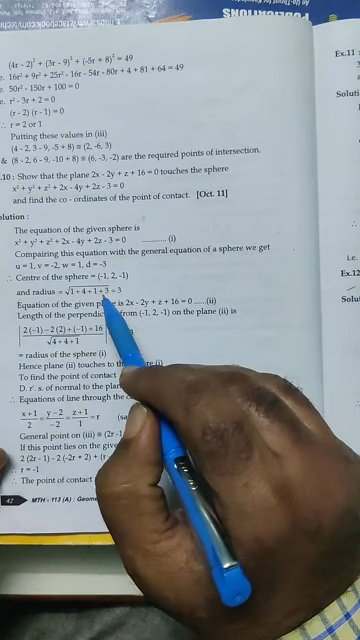 PUBLICATIONS
(4r - 2)² + (3r - 9)² + (-5r + 8)² = 49
16r² + 9r² + 25r² - 16r - 54r - 80r + 4 + 81 + 64 = 49
50r² - 150r + 100 = 0
r² - 3r + 2 = 0
(r - 2) (r - 1) = 0
∴ r = 2 or 1
Putting these values in (iii)
(4 - 2, 3 - 9, -5 + 8) = (2, -6, 3)
& (8 - 2, 6 - 9, -10 + 8) = (6, -3, -2) are the required points of intersection.
.10 : Show that the plane 2x - 2y + z + 16 = 0 touches the sphere
x² + y² + z² + 2x - 4y + 2z - 3 = 0
and find the co - ordinates of the point of contact. [Oct. 11]
olution :
The equation of the given sphere is
x² + y² + z² + 2x - 4y + 2z - 3 = 0 .............. (i)
Compairing this equation with the general equation of a sphere we get
u = 1, v = -2, w = 1, d = -3
∴ Centre of the sphere = (-1, 2, -1)
and radius = √1 + 4 + 1 + 3 = 3
Equation of the given plane is 2x - 2y + z + 16 = 0 ......(ii)
Length of the perpendic from (-1, 2, -1) on the plane (ii) is
| 2(-1) - 2(2) + (-1) + 16 / √4 + 4 + 1 | 3
= radius of the sphere (i)
Hence plane (ii) touches the (i)
To find the point of contact
D. r'. s. of normal to the plan
∴ Equations of line through the c
x + 1 / 2 = y - 2 / -2 = z + 1 / 1 = r (sa
General point on (iii) = (2r - 1
If this point lies on the give
2 (2r - 1) - 2 (-2r + 2) + (r
∴ r = -1
∴ The point of contact
42 MTH - 113 (A) : Geome
Ex.11 :
Soluti
i.e.
Ex.12
Solut